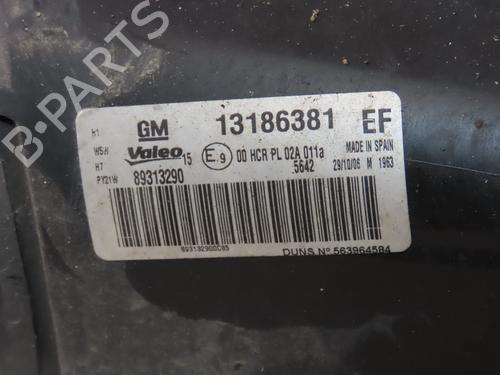 H1 GM 13186381 EF
W5W Valeo 15 E9 00 HCR PL 02A 011a MADE IN SPAIN
H7 .5642 29/10/06 M 1963
PY21W 89313290
893132900C85
DUNS Nº 563964584
B-PARTS